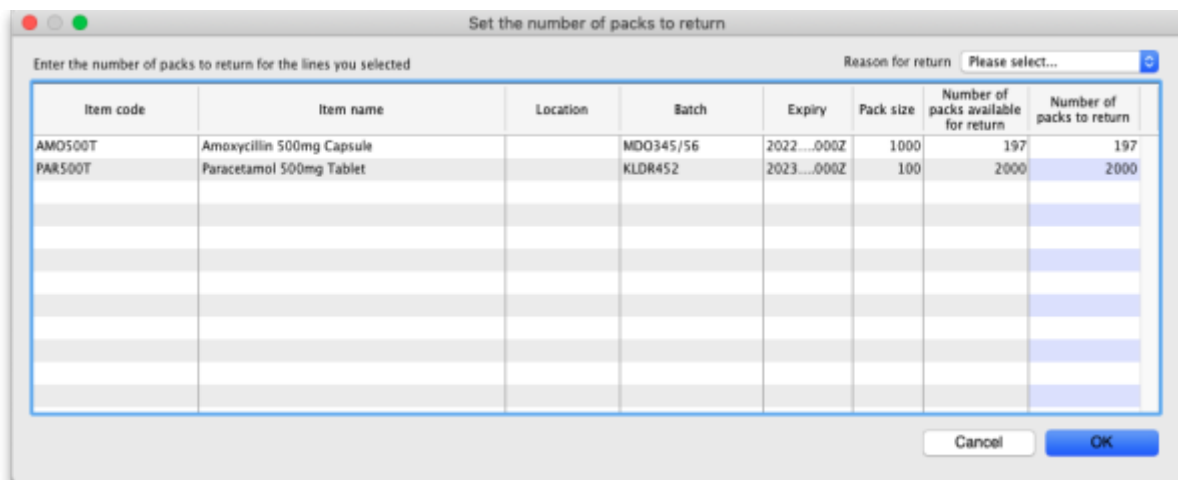 Set the number of packs to return
Enter the number of packs to return for the lines you selected
Reason for return Please select...
Item code Item name Location Batch Expiry Pack size Number of packs available for return Number of packs to return
AMO500T Amoxycillin 500mg Capsule MDO345/56 2022....000Z 1000 197 197
PAR500T Paracetamol 500mg Tablet KLDR452 2023....000Z 100 2000 2000
Cancel OK